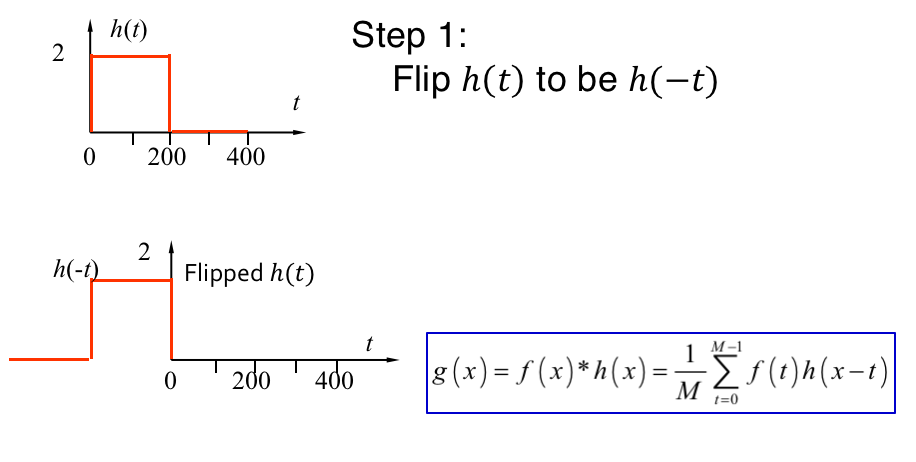 h(t)
2
t
0 200 400
Step 1:
Flip h(t) to be h(−t)
h(-t) 2
Flipped h(t)
t
0 200 400
g(x) = f(x)*h(x) = \frac{1}{M} \sum_{t=0}^{M-1} f(t)h(x−t)